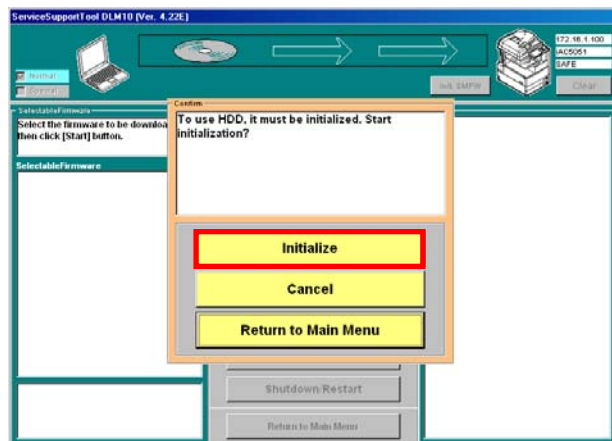 ServiceSupportTool DLM10 [Ver. 4.22E]
172.16.1.100
iAC5051
SAFE
Normal
Special
Init. SMPW
Clear
SelectableFirmware
Select the firmware to be downloa
then click [Start] button.
SelectableFirmware
Confirm
To use HDD, it must be initialized. Start
initialization?
Initialize
Cancel
Return to Main Menu
Shutdown/Restart
Return to Main Menu